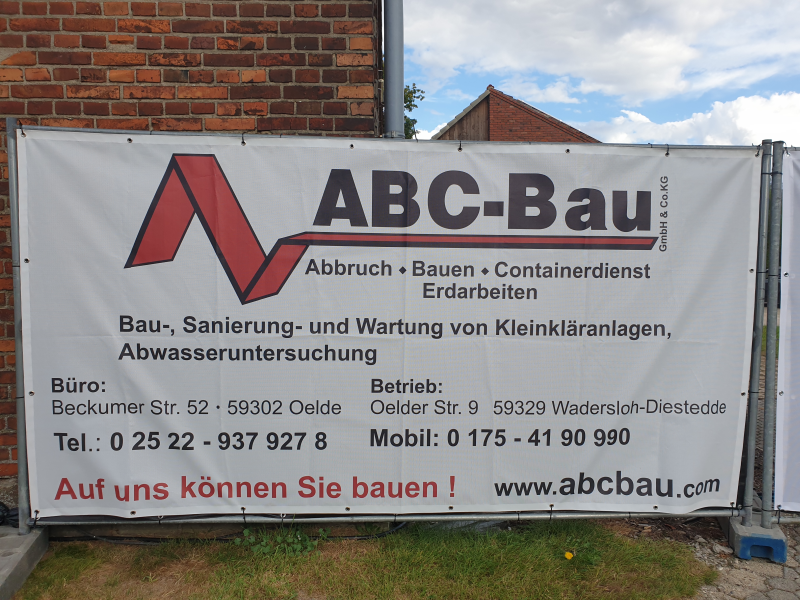 ABC-Bau
GmbH & Co.KG
Abbruch ⬥ Bauen ⬥ Containerdienst
Erdarbeiten
Bau-, Sanierung- und Wartung von Kleinkläranlagen,
Abwasseruntersuchung
Büro:
Beckumer Str. 52 · 59302 Oelde
Tel.: 0 25 22 - 937 927 8
Betrieb:
Oelder Str. 9 59329 Wadersloh-Diestedde
Mobil: 0 175 - 41 90 990
Auf uns können Sie bauen !
www.abcbau.com